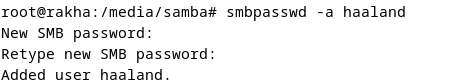 root@rakha:/media/samba# smbpasswd -a haaland
New SMB password:
Retype new SMB password:
Added user haaland.